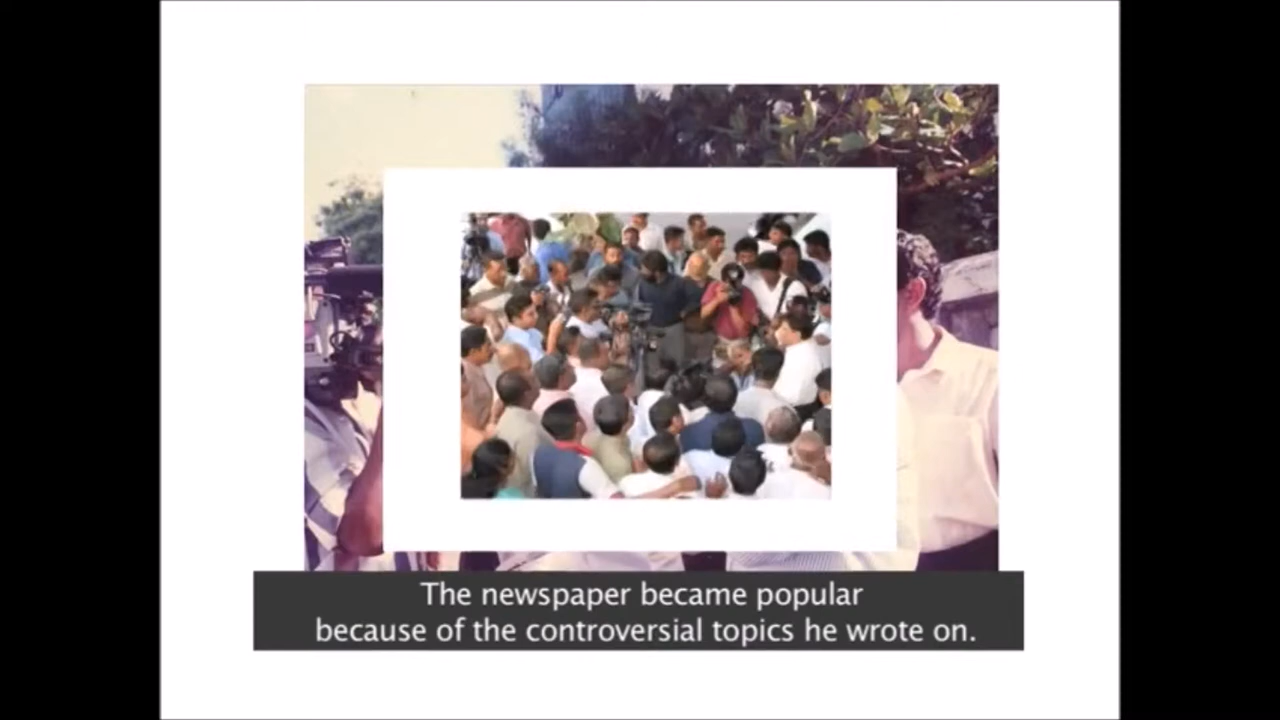 The newspaper became popular
because of the controversial topics he wrote on.